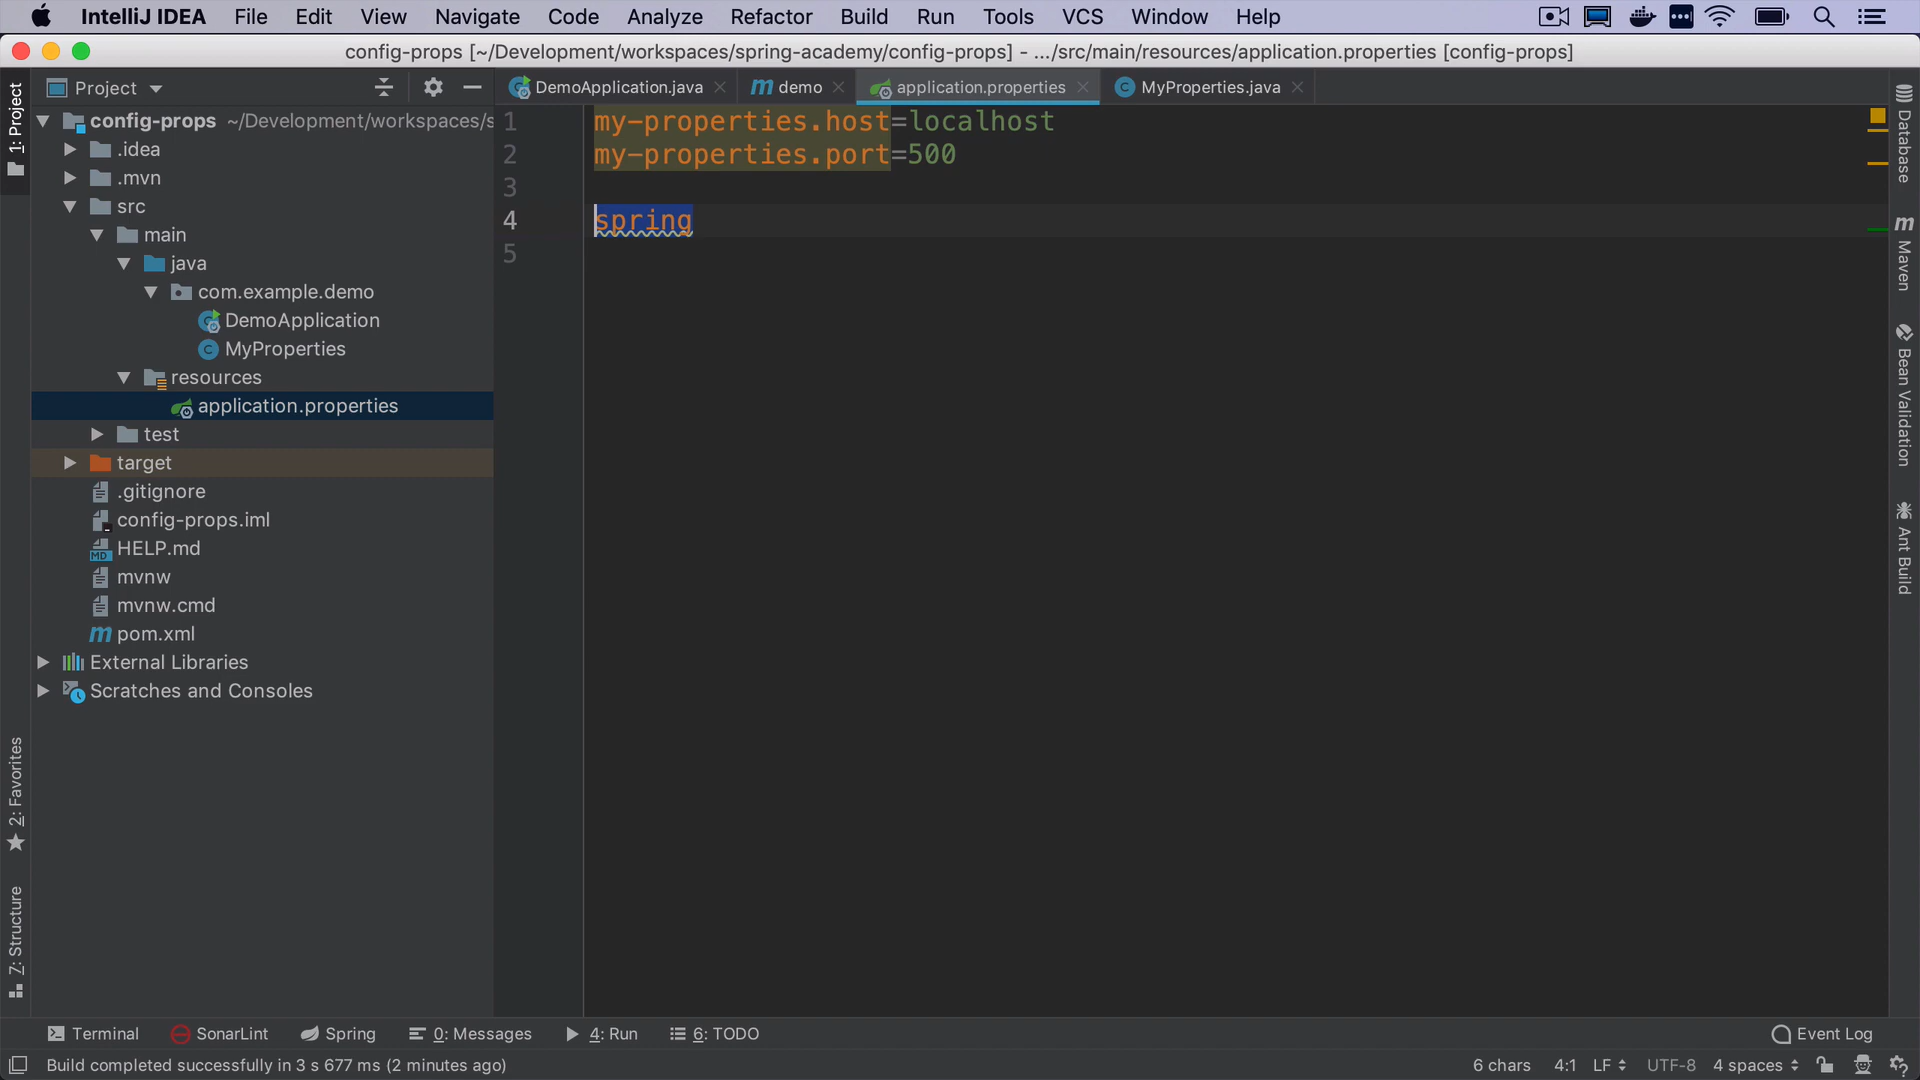 IntelliJ IDEA File Edit View Navigate Code Analyze Refactor Build Run Tools VCS Window Help
config-props [~/Development/workspaces/spring-academy/config-props] - .../src/main/resources/application.properties [config-props]
Project
DemoApplication.java
demo
application.properties
MyProperties.java
1: Project
2: Favorites
7: Structure
config-props ~/Development/workspaces/s
.idea
.mvn
src
main
java
com.example.demo
DemoApplication
MyProperties
resources
application.properties
test
target
.gitignore
config-props.iml
HELP.md
mvnw
mvnw.cmd
pom.xml
External Libraries
Scratches and Consoles
1 my-properties.host=localhost
2 my-properties.port=500
3
4 spring
5
Database
Maven
Bean Validation
Ant Build
Terminal SonarLint Spring 0: Messages 4: Run 6: TODO Event Log
Build completed successfully in 3 s 677 ms (2 minutes ago) 6 chars 4:1 LF UTF-8 4 spaces